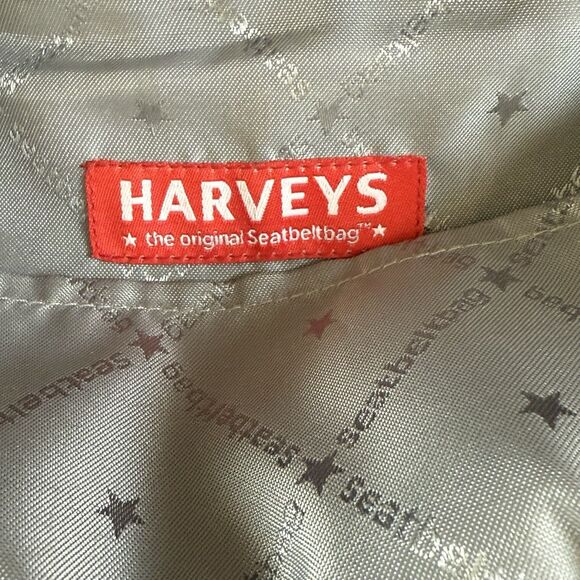 HARVEYS
★ the original Seatbeltbag™ ★
seatbeltbag
seatbeltbag
seatbeltbag